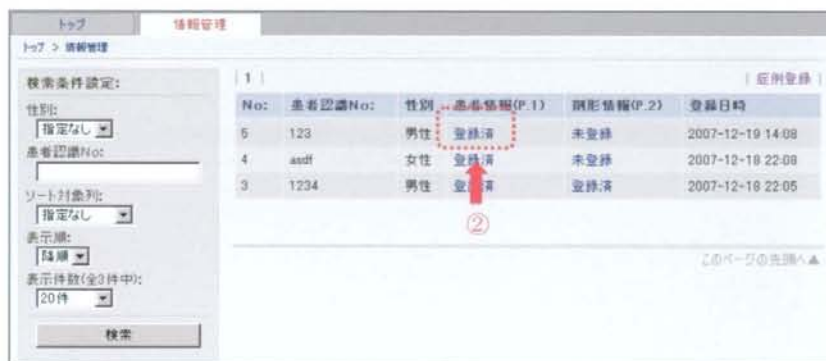 トップ 情報管理
トップ > 情報管理
検索条件設定:
性別:
指定なし
患者認識No:
ソート対象列:
指定なし
表示順:
降順
表示件数(全3件中):
20件
検索
| 1 | | 症例登録 |
No: 患者認識No: 性別 患者情報(P.1) 測形情報(P.2) 登録日時
5 123 男性 登録済 未登録 2007-12-19 14:08
4 asdf 女性 登録済 未登録 2007-12-18 22:08
3 1234 男性 登録済 登録済 2007-12-18 22:05
②
このページの先頭へ▲